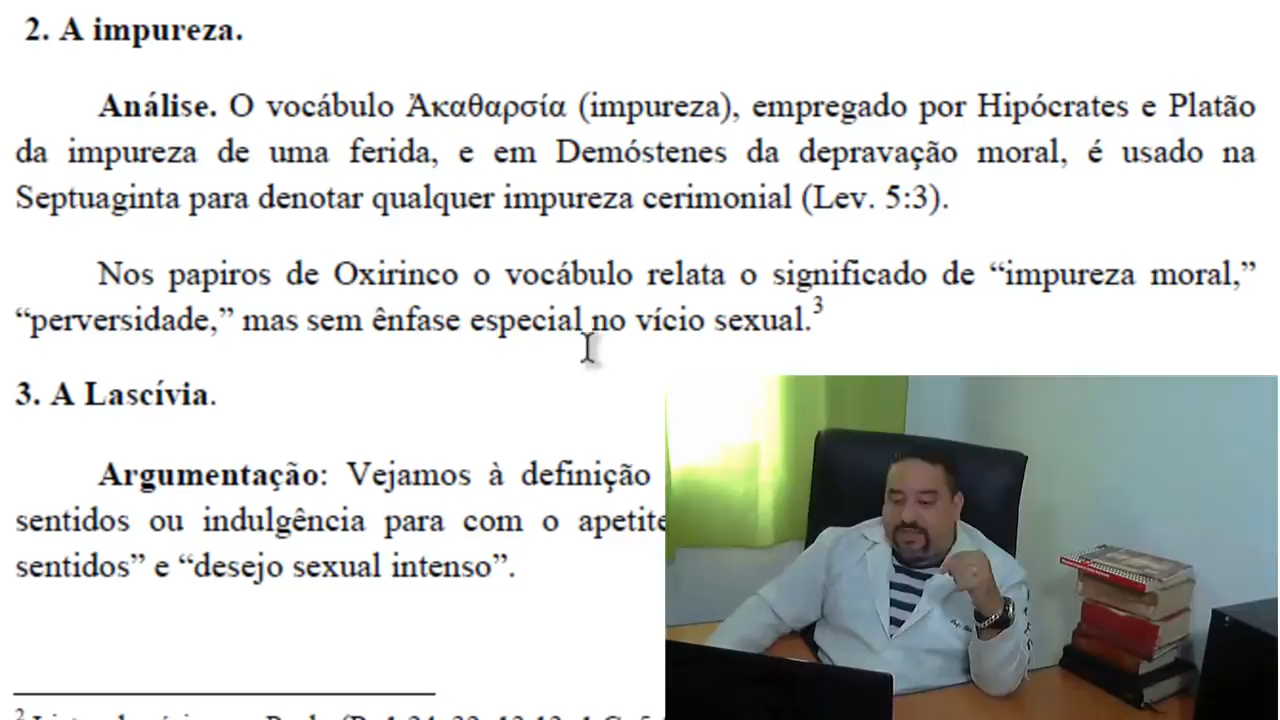 2. A impureza.
Análise. O vocábulo Ἀκαθαρσία (impureza), empregado por Hipócrates e Platão
da impureza de uma ferida, e em Demóstenes da depravação moral, é usado na
Septuaginta para denotar qualquer impureza cerimonial (Lev. 5:3).
Nos papiros de Oxirinco o vocábulo relata o significado de “impureza moral,”
“perversidade,” mas sem ênfase especial no vício sexual.3
3. A Lascívia.
Argumentação: Vejamos à definição
sentidos ou indulgência para com o apetite
sentidos” e “desejo sexual intenso”.
2